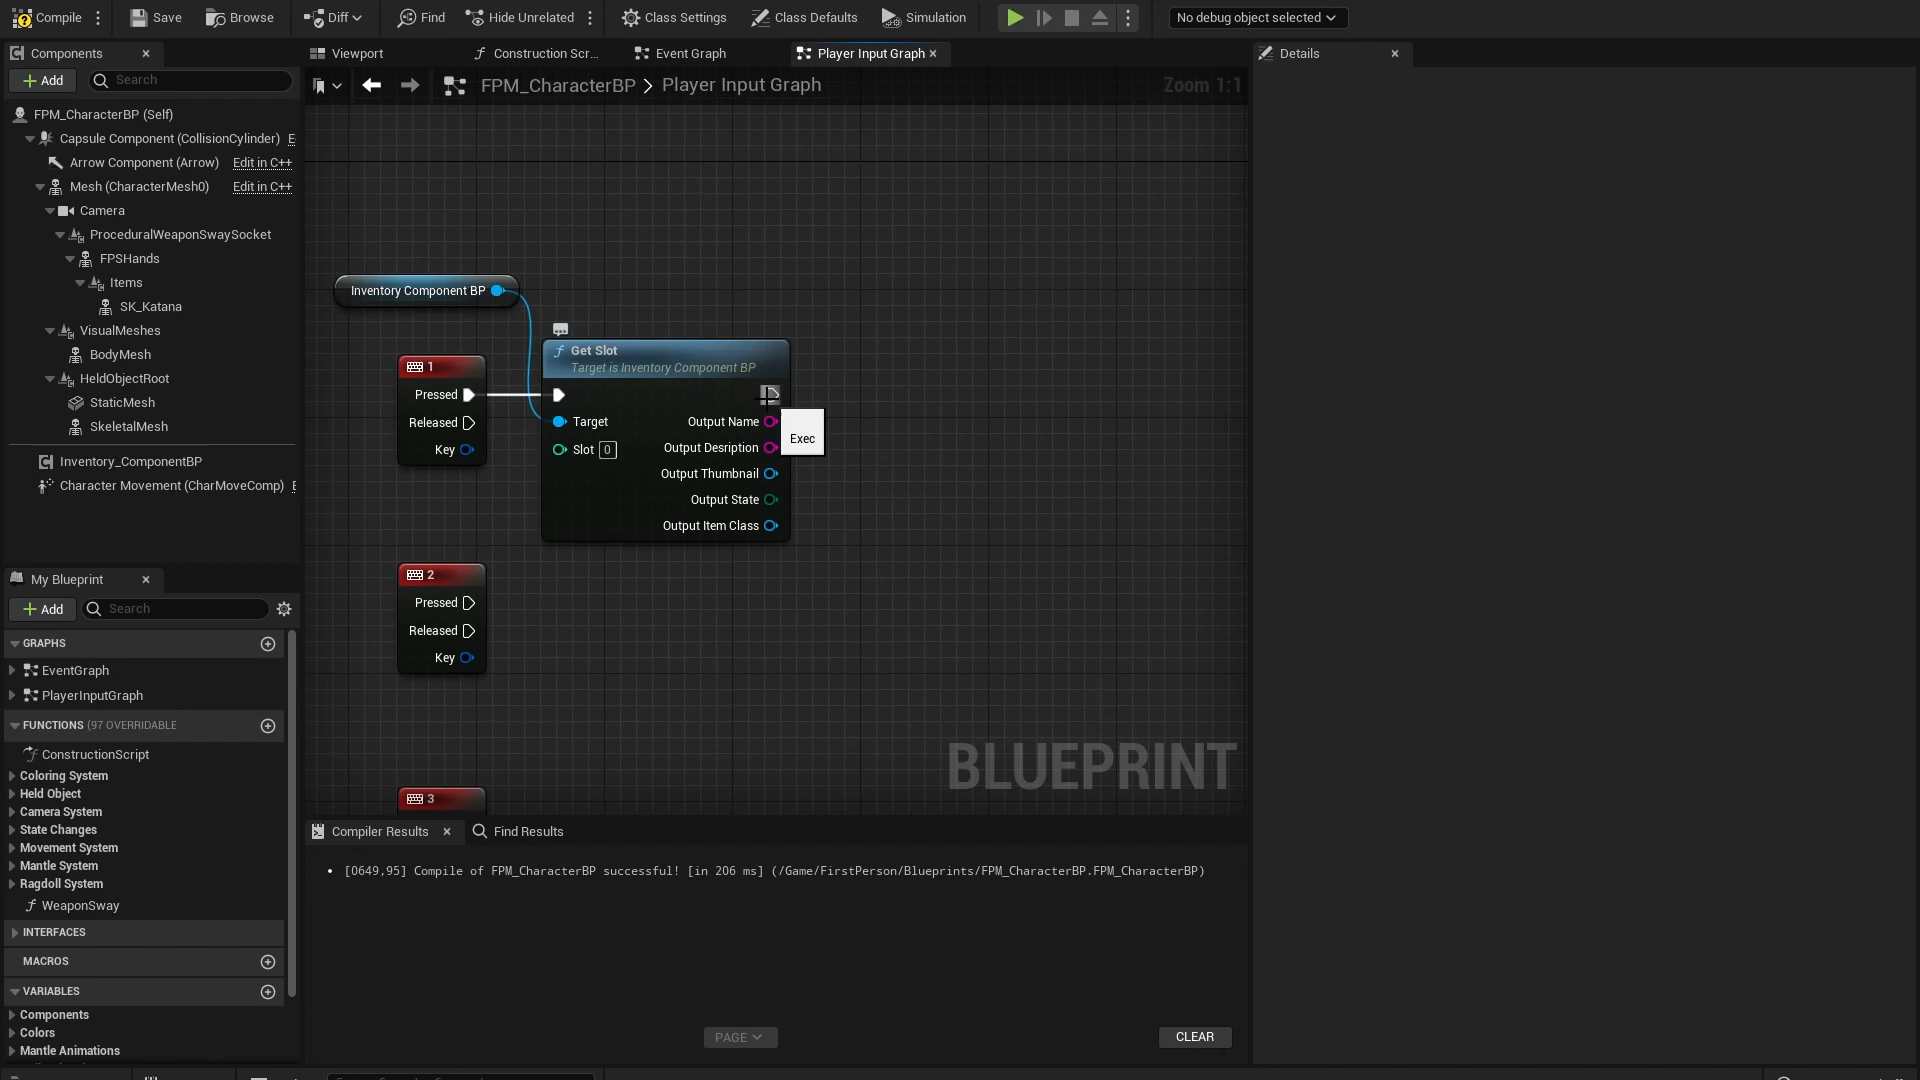 Compile
Save
Browse
Diff
Find
Hide Unrelated
Class Settings
Class Defaults
Simulation
No debug object selected
Components
Viewport
Construction Scr...
Event Graph
Player Input Graph
Details
Add
Search
FPM_CharacterBP > Player Input Graph
Zoom 1:1
FPM_CharacterBP (Self)
Capsule Component (CollisionCylinder)
Arrow Component (Arrow) Edit in C++
Mesh (CharacterMesh0) Edit in C++
Camera
ProceduralWeaponSwaySocket
FPSHands
Items
SK_Katana
VisualMeshes
BodyMesh
HeldObjectRoot
StaticMesh
SkeletalMesh
Inventory_ComponentBP
Character Movement (CharMoveComp)
Inventory Component BP
1
Pressed
Released
Key
Get Slot
Target is Inventory Component BP
Target
Slot 0
Output Name
Output Desription
Output Thumbnail
Output State
Output Item Class
Exec
2
Pressed
Released
Key
3
BLUEPRINT
My Blueprint
Add
Search
GRAPHS
EventGraph
PlayerInputGraph
FUNCTIONS (97 OVERRIDABLE
ConstructionScript
Coloring System
Held Object
Camera System
State Changes
Movement System
Mantle System
Ragdoll System
WeaponSway
INTERFACES
MACROS
VARIABLES
Components
Colors
Mantle Animations
Compiler Results
Find Results
[0649,95] Compile of FPM_CharacterBP successful! [in 206 ms] (/Game/FirstPerson/Blueprints/FPM_CharacterBP.FPM_CharacterBP)
PAGE
CLEAR